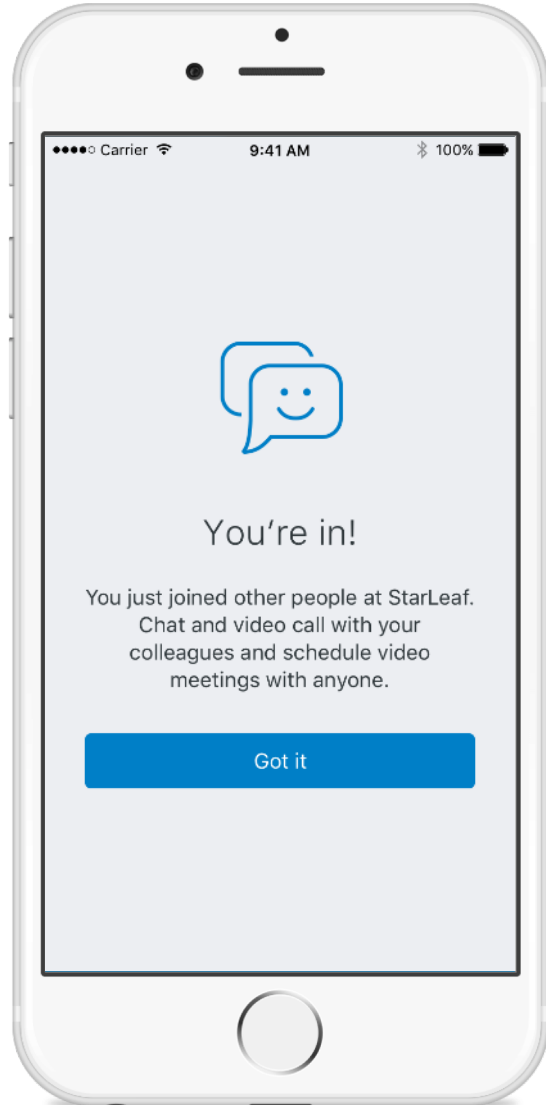 Carrier 9:41 AM 100%
You're in!
You just joined other people at StarLeaf.
Chat and video call with your
colleagues and schedule video
meetings with anyone.
Got it